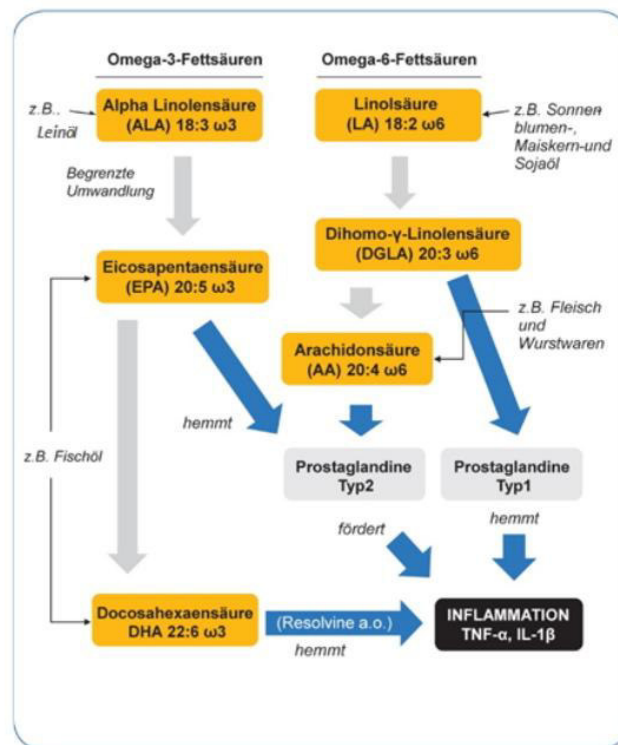 Omega-3-Fettsäuren
Omega-6-Fettsäuren
z.B..
Leinöl
Alpha Linolensäure
(ALA) 18:3 ω3
Linolsäure
(LA) 18:2 ω6
z.B. Sonnen
blumen-,
Maiskern-und
Sojaöl
Begrenzte
Umwandlung
Dihomo-γ-Linolensäure
(DGLA) 20:3 ω6
Eicosapentaensäure
(EPA) 20:5 ω3
z.B. Fleisch
und
Wurstwaren
Arachidonsäure
(AA) 20:4 ω6
hemmt
z.B. Fischöl
Prostaglandine
Typ2
Prostaglandine
Typ1
fördert
hemmt
Docosahexaensäure
DHA 22:6 ω3
(Resolvine a.o.)
hemmt
INFLAMMATION
TNF-α, IL-1β